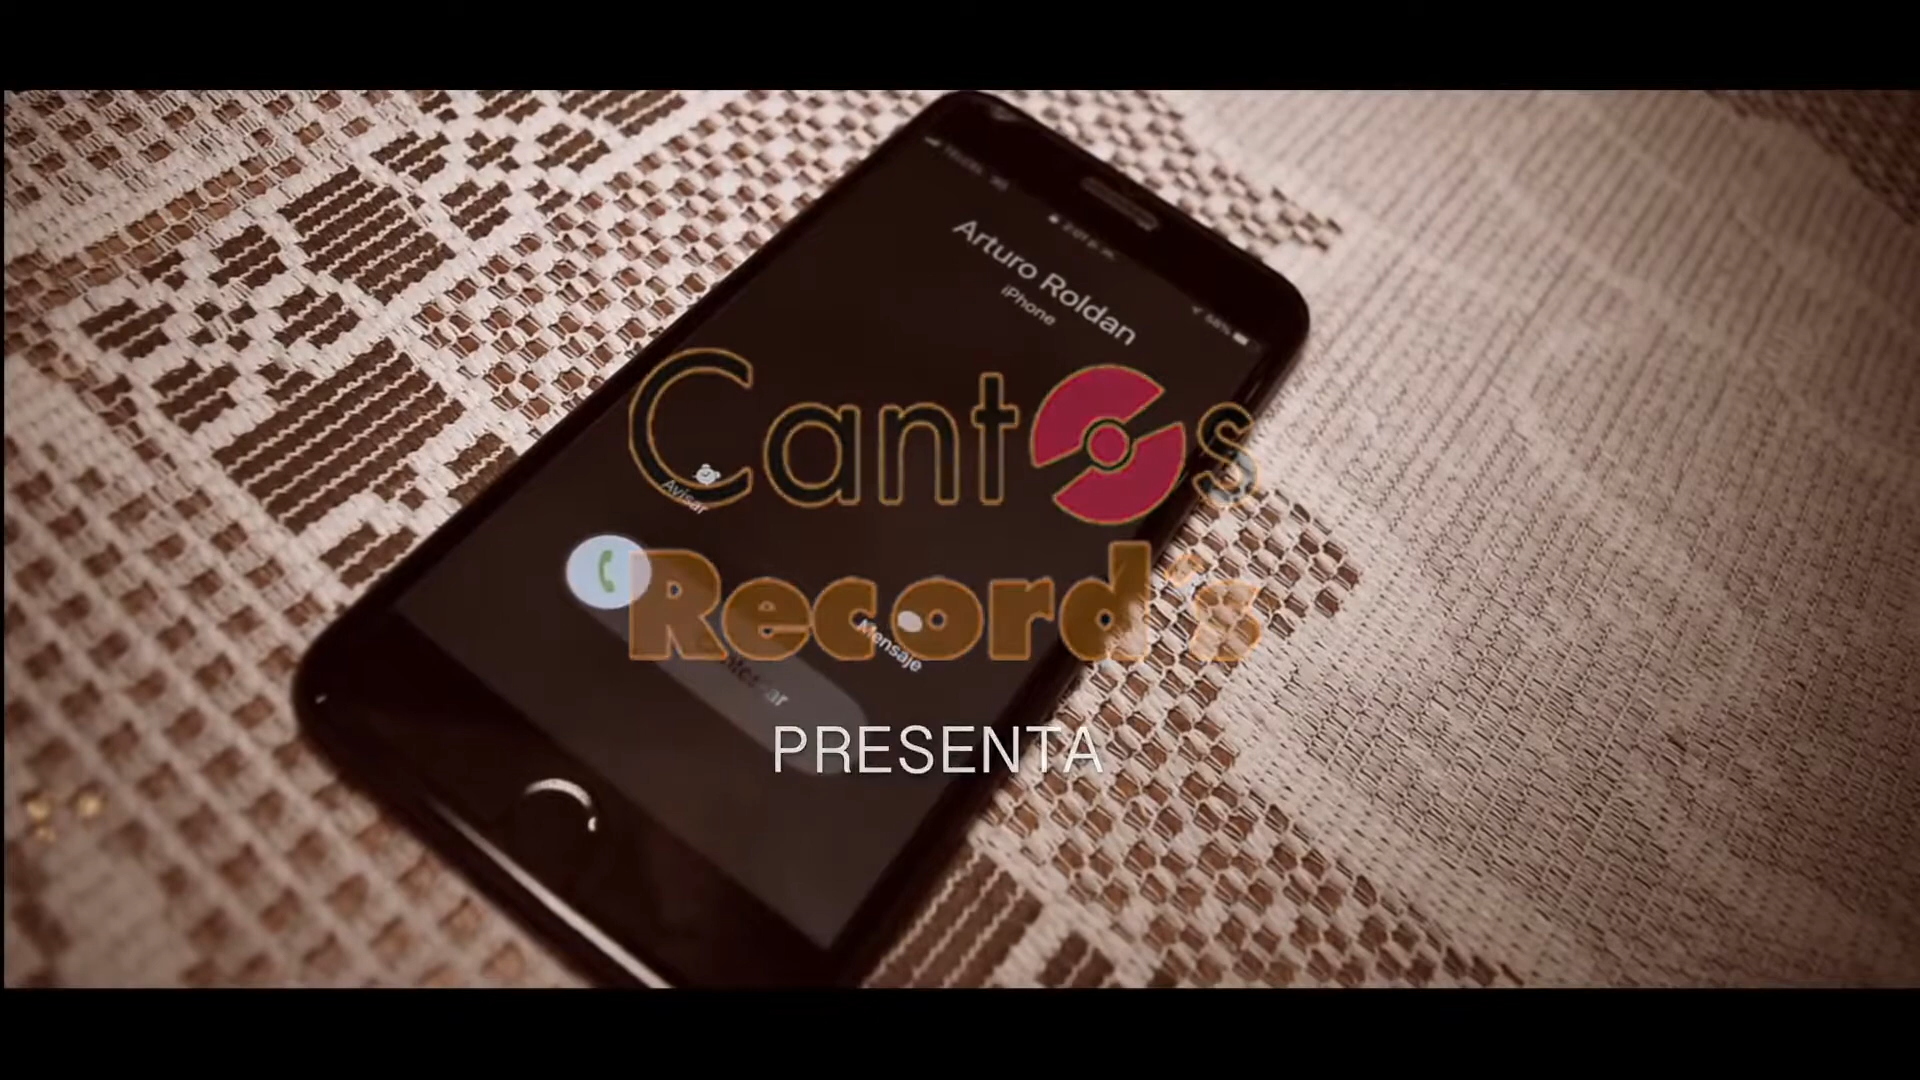 Arturo Roldan
iPhone
Cantos
Avisar
Record's
Mensaje
PRESENTA